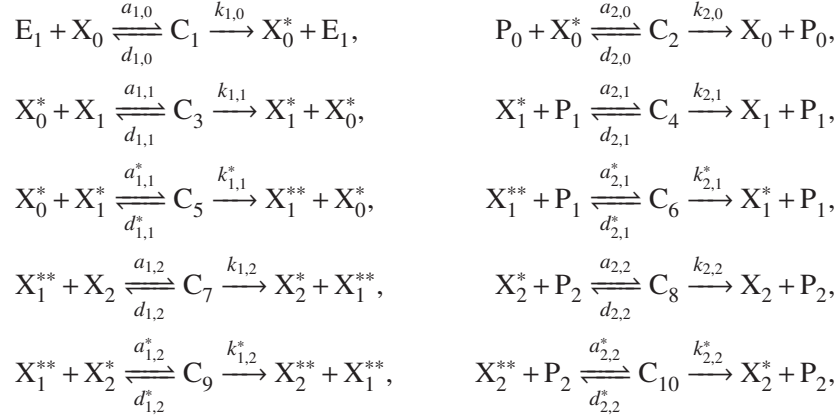 E₁ + X₀ ⇌[a₁,₀][d₁,₀] C₁ →[k₁,₀] X₀* + E₁, P₀ + X₀* ⇌[a₂,₀][d₂,₀] C₂ →[k₂,₀] X₀ + P₀,
X₀* + X₁ ⇌[a₁,₁][d₁,₁] C₃ →[k₁,₁] X₁* + X₀*, X₁* + P₁ ⇌[a₂,₁][d₂,₁] C₄ →[k₂,₁] X₁ + P₁,
X₀* + X₁* ⇌[a*₁,₁][d*₁,₁] C₅ →[k*₁,₁] X₁** + X₀*, X₁** + P₁ ⇌[a*₂,₁][d*₂,₁] C₆ →[k*₂,₁] X₁* + P₁,
X₁** + X₂ ⇌[a₁,₂][d₁,₂] C₇ →[k₁,₂] X₂* + X₁**, X₂* + P₂ ⇌[a₂,₂][d₂,₂] C₈ →[k₂,₂] X₂ + P₂,
X₁** + X₂* ⇌[a*₁,₂][d*₁,₂] C₉ →[k*₁,₂] X₂** + X₁**, X₂** + P₂ ⇌[a*₂,₂][d*₂,₂] C₁₀ →[k*₂,₂] X₂* + P₂,